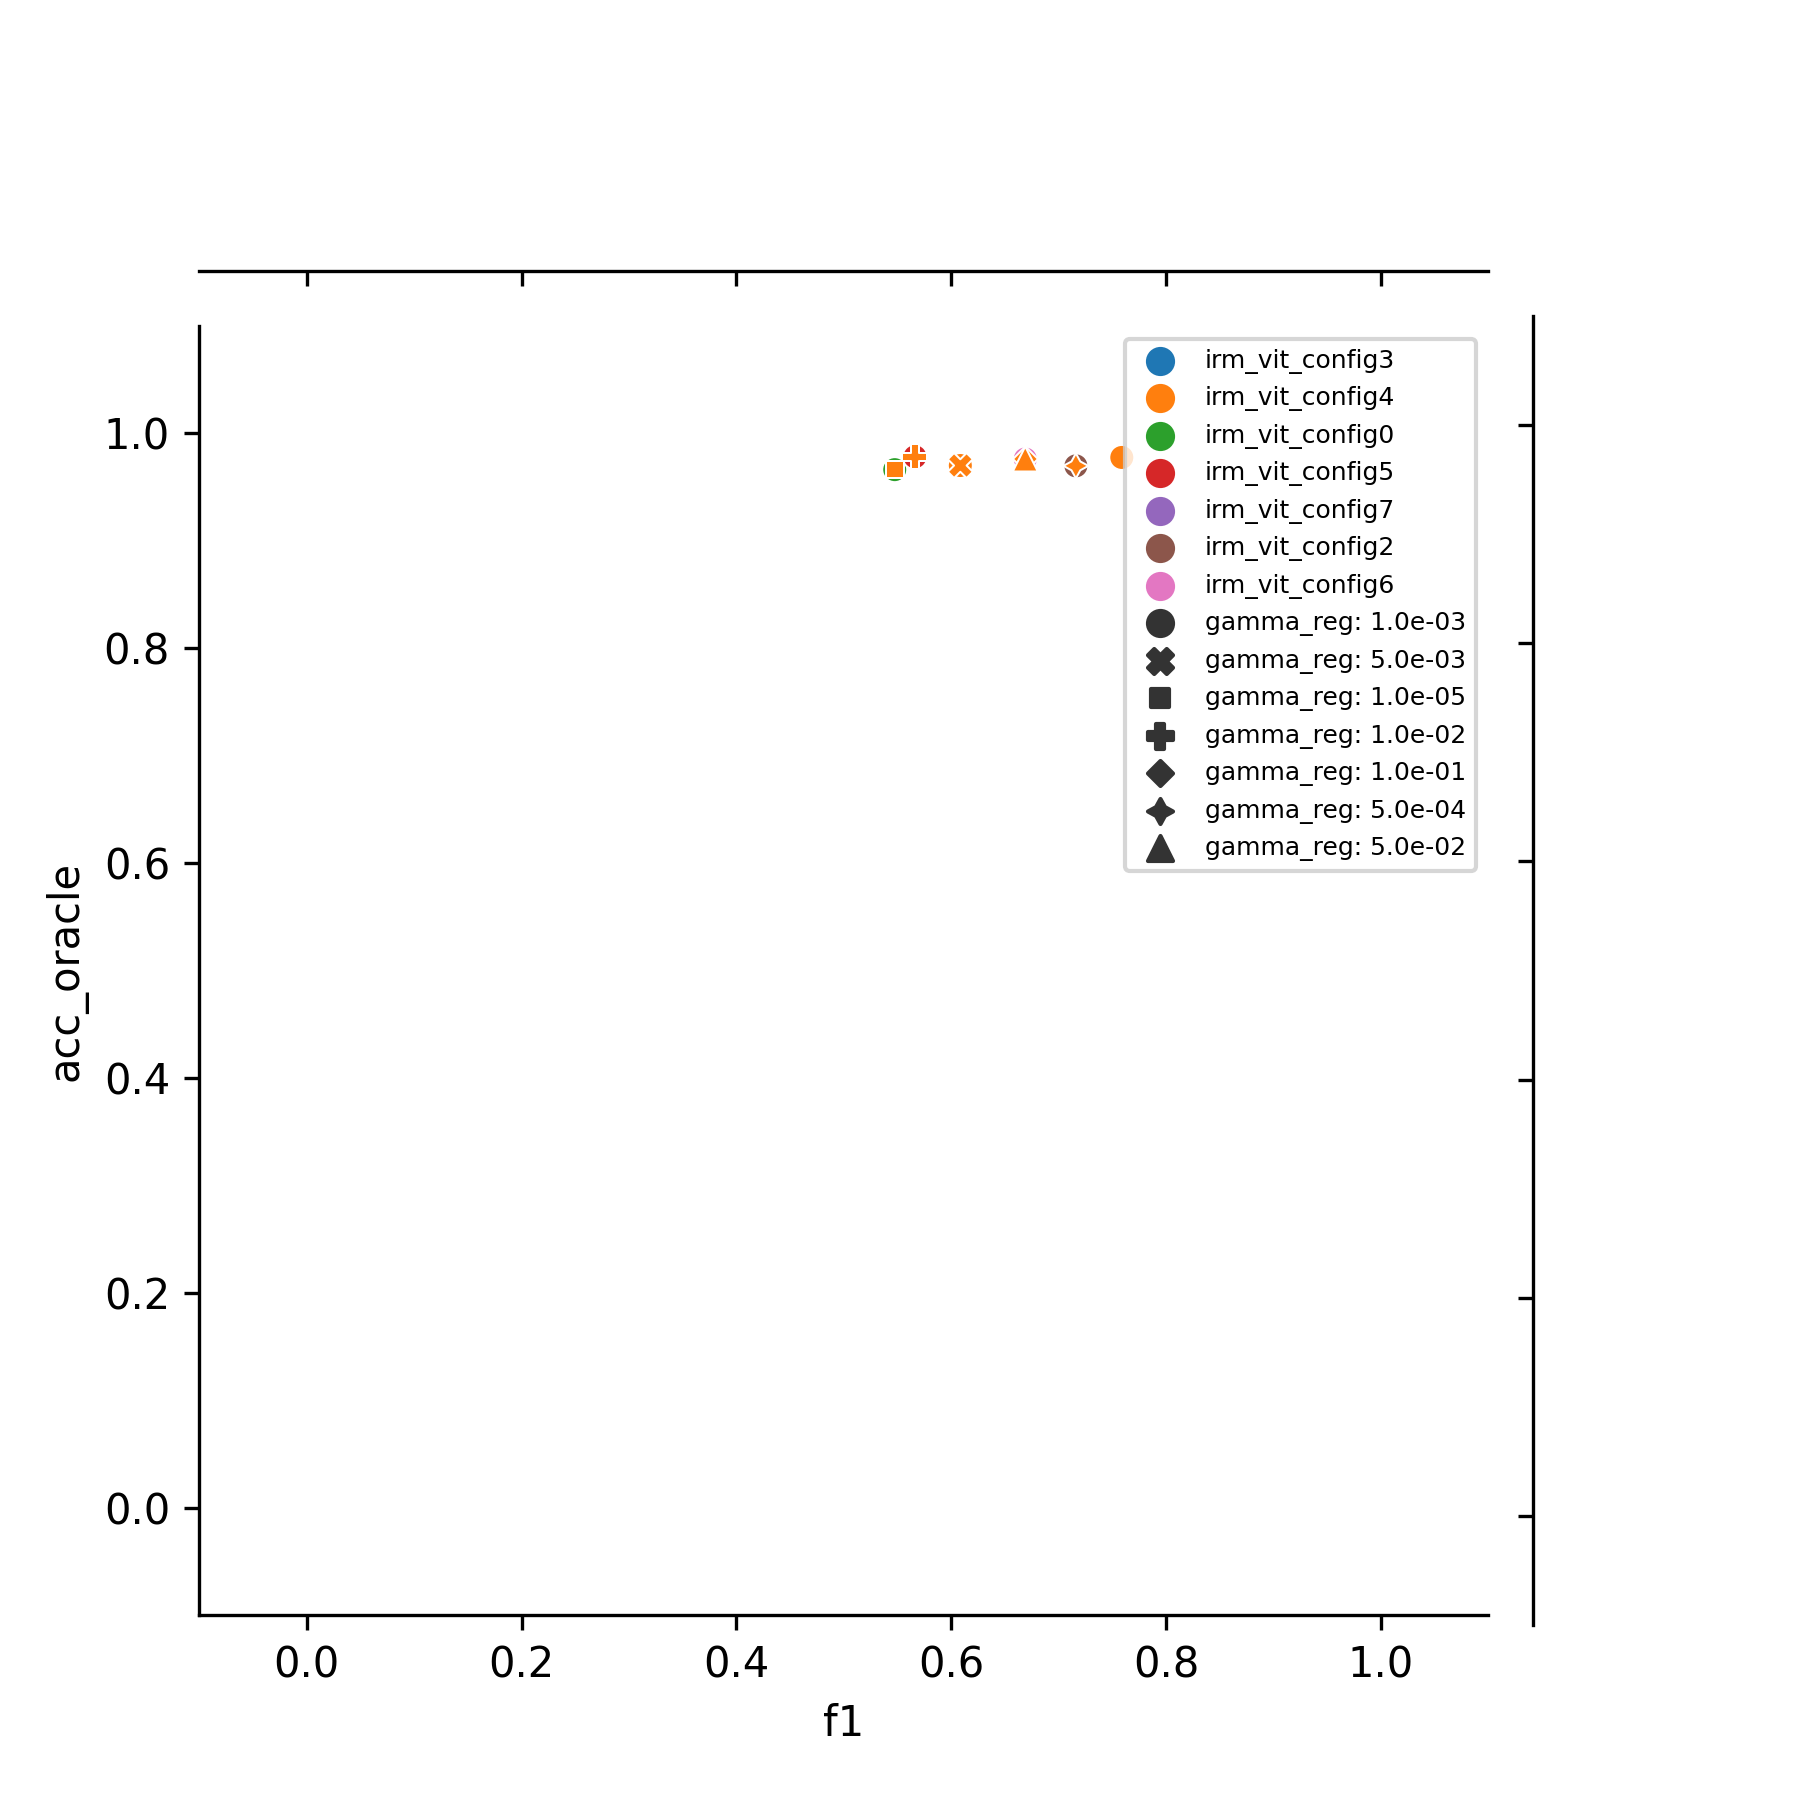 irm_vit_config3
irm_vit_config4
irm_vit_config0
irm_vit_config5
irm_vit_config7
irm_vit_config2
irm_vit_config6
gamma_reg: 1.0e-03
gamma_reg: 5.0e-03
gamma_reg: 1.0e-05
gamma_reg: 1.0e-02
gamma_reg: 1.0e-01
gamma_reg: 5.0e-04
gamma_reg: 5.0e-02
1.0
0.8
0.6
0.4
0.2
0.0
acc_oracle
0.0 0.2 0.4 0.6 0.8 1.0
f1